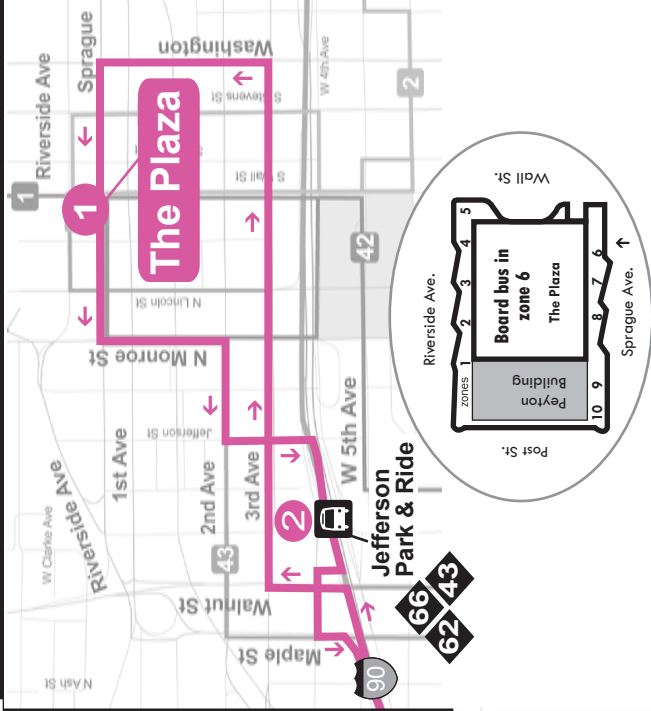 Riverside Ave
Sprague
Washington
W 4th Ave
S Stevens St
1
2
1
The Plaza
S Wall St
N Lincoln St
42
N Monroe St
Jefferson St
W Clarke Ave
Riverside Ave
1st Ave
2nd Ave
3rd Ave
W 5th Ave
2
Jefferson
Park & Ride
43
Walnut St
Maple St
N Ash St
66
43
62
90
Riverside Ave.
Wall St.
zones
1
2
3
4
5
Board bus in
zone 6
The Plaza
Peyton
Building
10
9
8
7
6
Sprague Ave.
Post St.